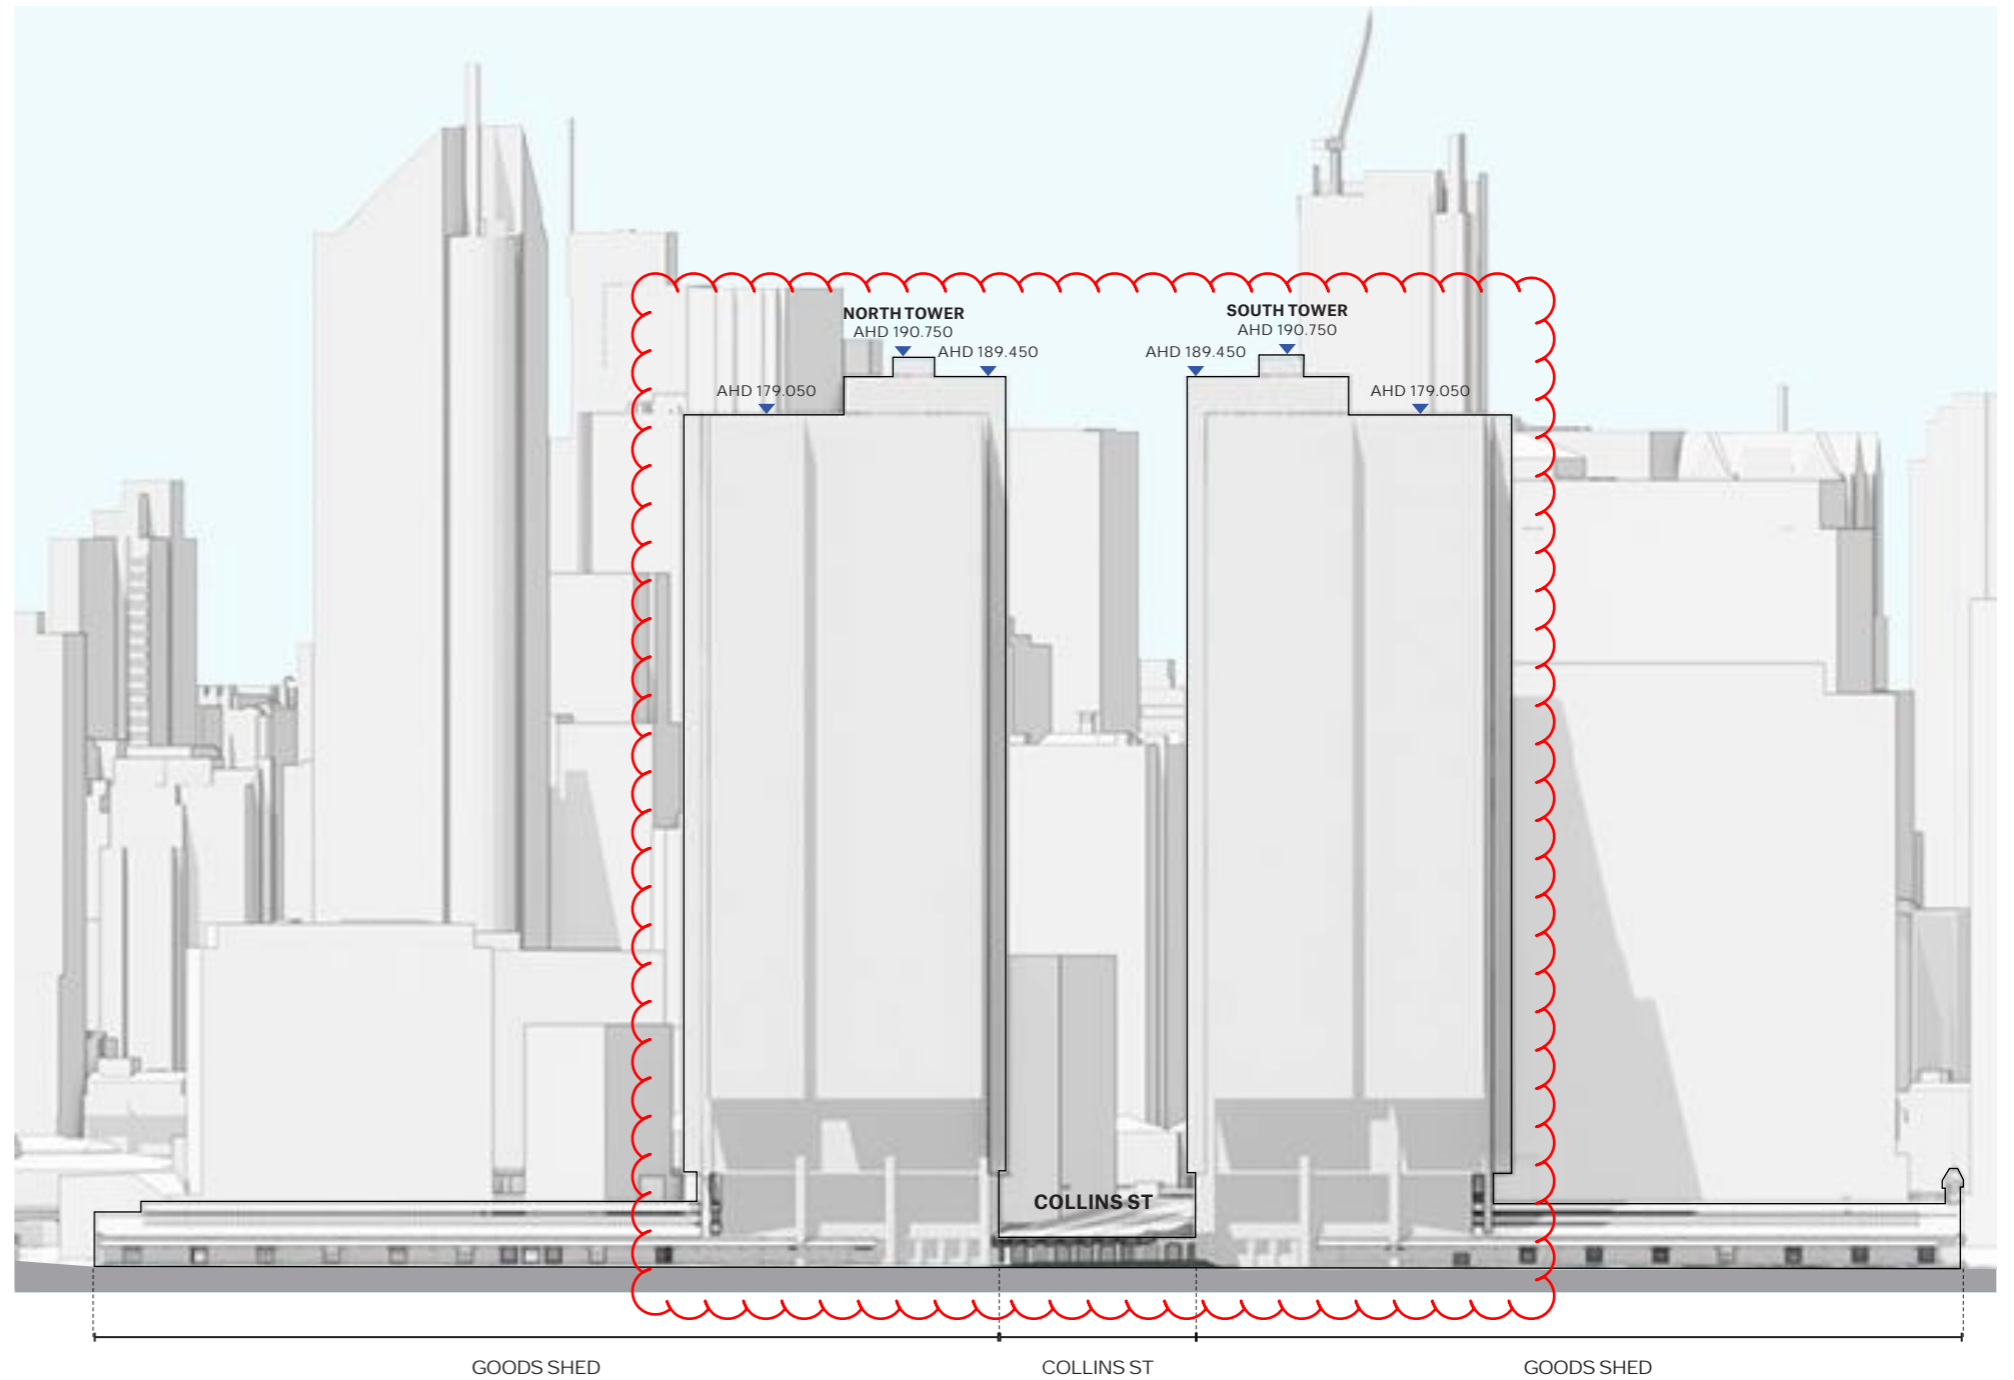 NORTH TOWER
AHD 190.750
AHD 189.450
AHD 179.050
SOUTH TOWER
AHD 190.750
AHD 189.450
AHD 179.050
COLLINS ST
GOODS SHED
COLLINS ST
GOODS SHED